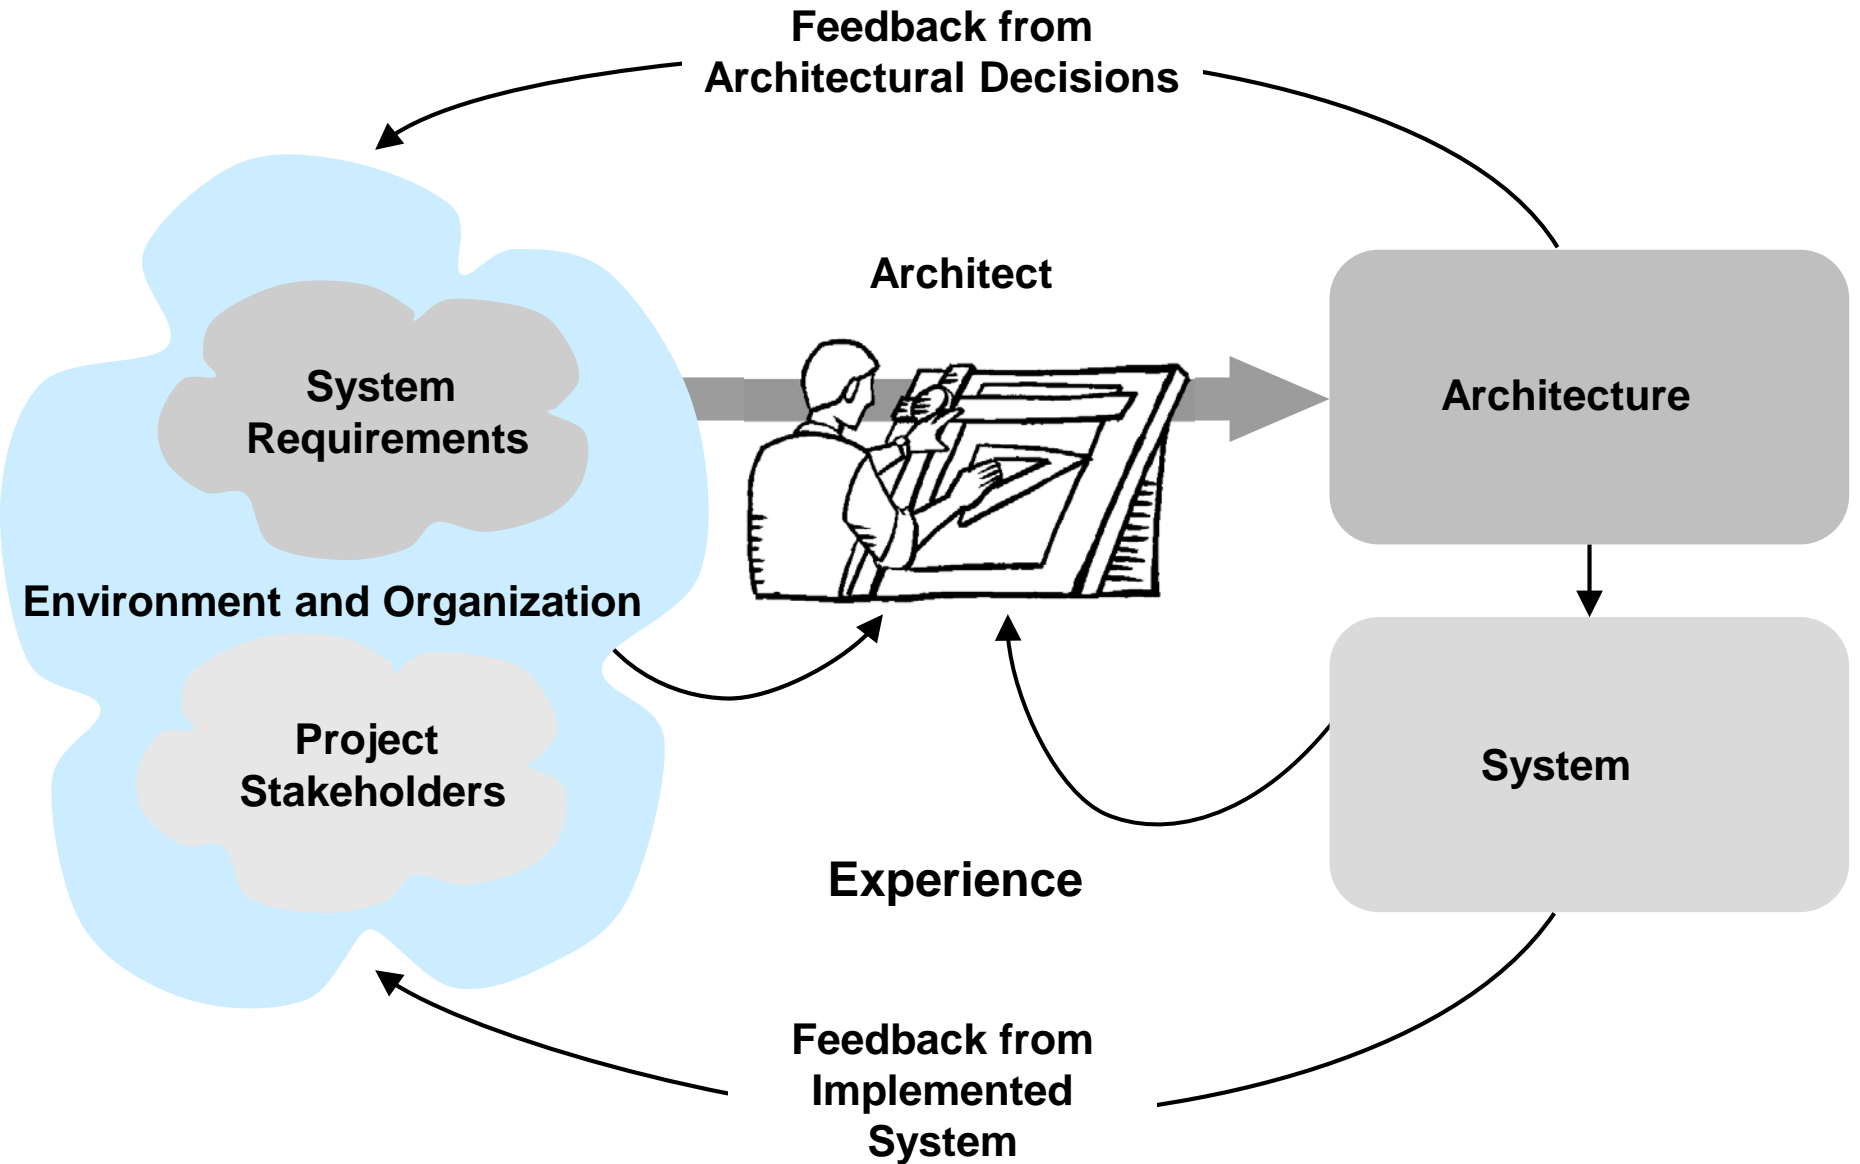 Feedback from
Architectural Decisions
Architect
System
Requirements
Architecture
Environment and Organization
Project
Stakeholders
System
Experience
Feedback from
Implemented
System